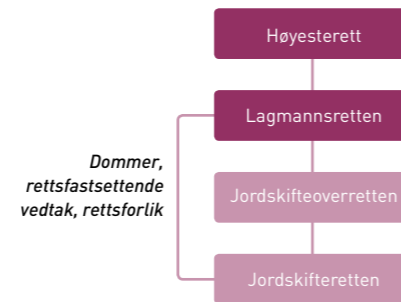 Høyesterett
Lagmannsretten
Dommer,
rettsfastsettende
vedtak, rettsforlik
Jordskifteoverretten
Jordskifteretten